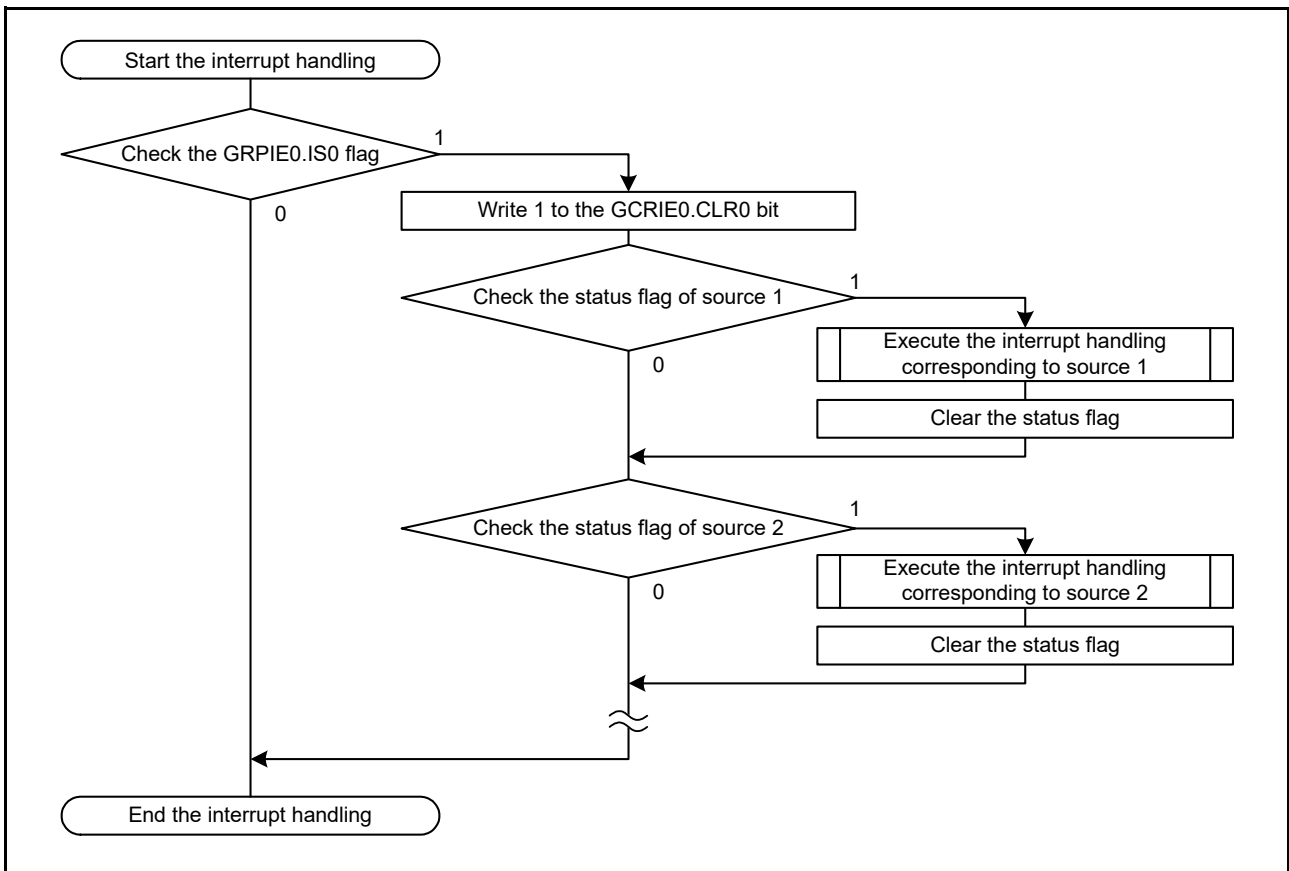 Start the interrupt handling
Check the GRPIE0.IS0 flag
1
0
Write 1 to the GCRIE0.CLR0 bit
Check the status flag of source 1
1
0
Execute the interrupt handling
corresponding to source 1
Clear the status flag
Check the status flag of source 2
1
0
Execute the interrupt handling
corresponding to source 2
Clear the status flag
End the interrupt handling